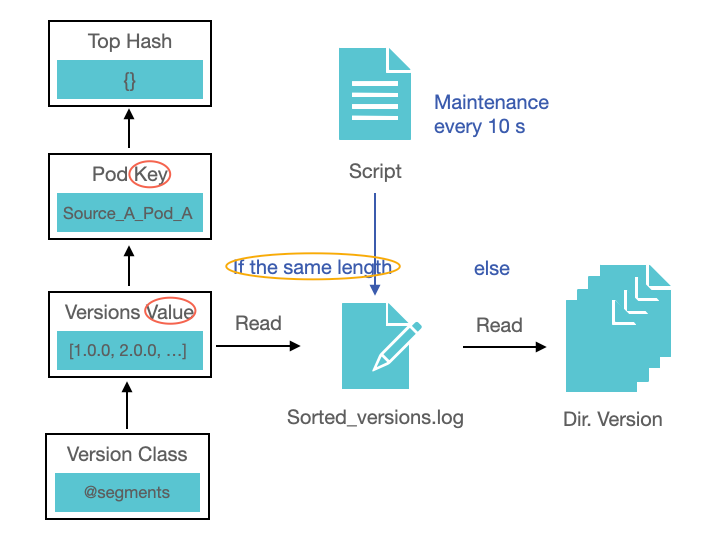 Top Hash
{}
Pod Key
Source_A_Pod_A
Versions Value
[1.0.0, 2.0.0, …]
Version Class
@segments
Maintenance
every 10 s
Script
If the same length
else
Read
Read
Sorted_versions.log
Dir. Version